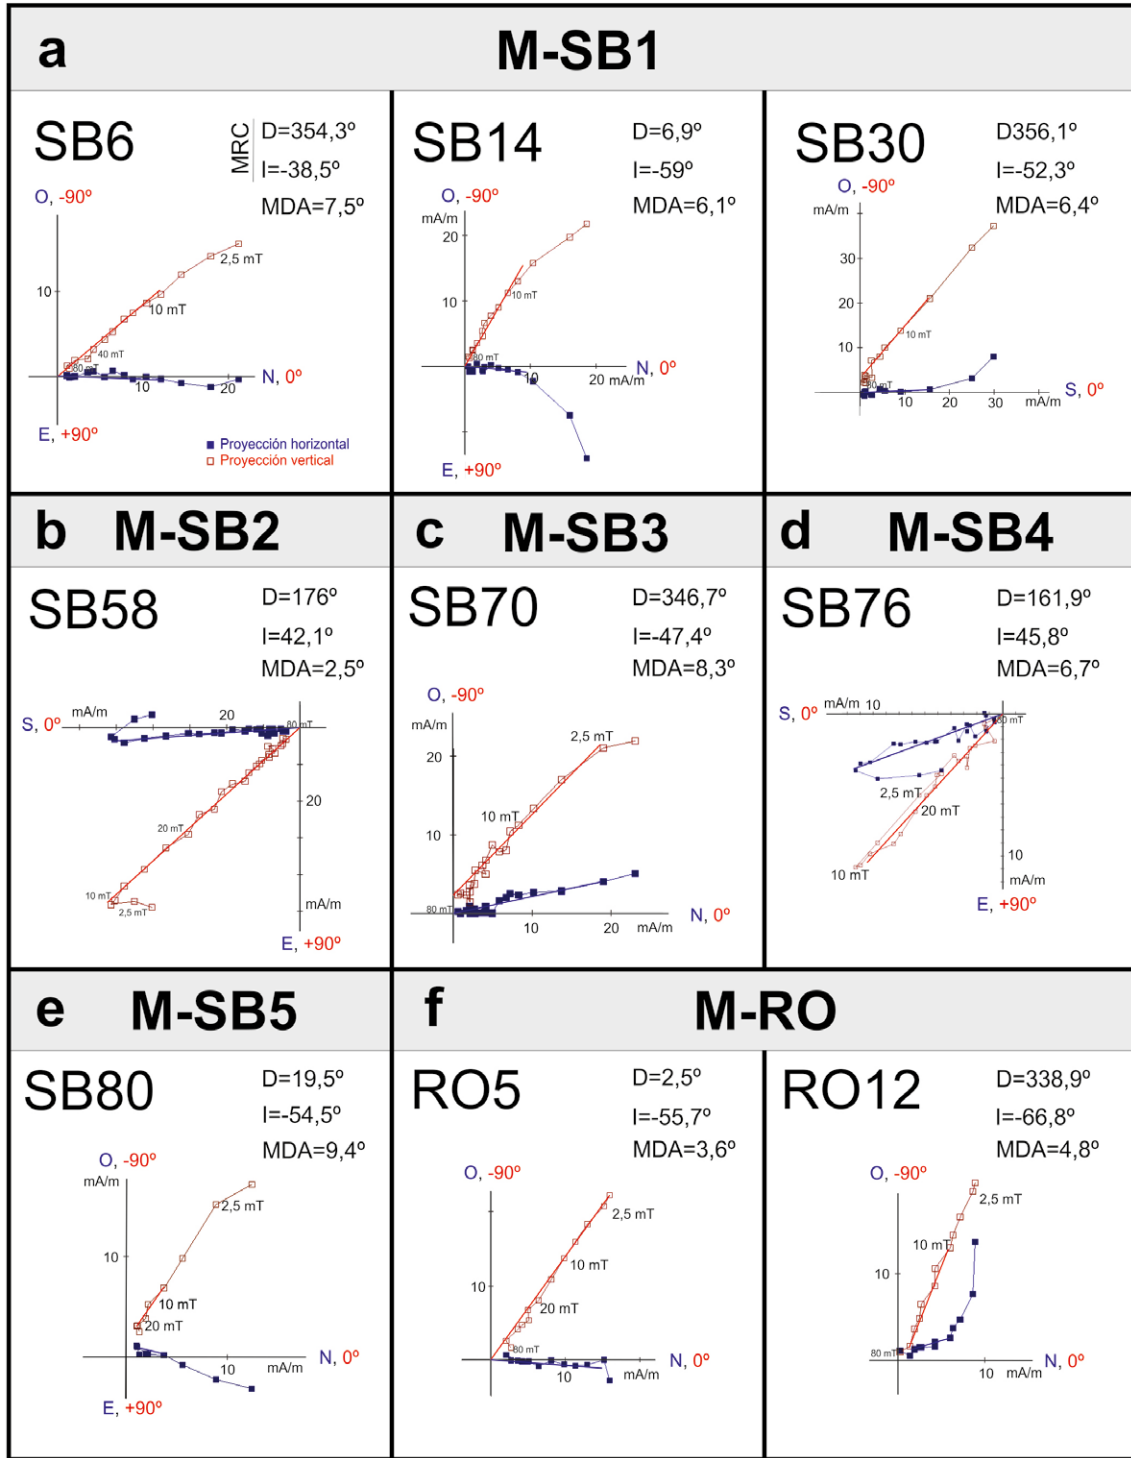 a M-SB1
SB6
MRC
D=354,3º
I=-38,5º
MDA=7,5º
O, -90º
2,5 mT
10
10 mT
40 mT
80 mT
10
20
N, 0º
E, +90º
Proyección horizontal
Proyección vertical
SB14
D=6,9º
I=-59º
MDA=6,1º
O, -90º
mA/m
20
10
10 mT
80 mT
10
20 mA/m
N, 0º
E, +90º
SB30
D356,1º
I=-52,3º
MDA=6,4º
O, -90º
mA/m
30
20
10
10 mT
80 mT
10
20
30
mA/m
S, 0º
b M-SB2
SB58
D=176º
I=42,1º
MDA=2,5º
mA/m
S, 0º
20
80 mT
20
20 mT
10 mT
2,5 mT
mA/m
E, +90º
c M-SB3
SB70
D=346,7º
I=-47,4º
MDA=8,3º
O, -90º
mA/m
2,5 mT
20
10 mT
10
80 mT
10
20
mA/m
N, 0º
d M-SB4
SB76
D=161,9º
I=45,8º
MDA=6,7º
mA/m 10
S, 0º
80 mT
2,5 mT
20 mT
10 mT
10
mA/m
E, +90º
e M-SB5
SB80
D=19,5º
I=-54,5º
MDA=9,4º
O, -90º
mA/m
2,5 mT
10
10 mT
20 mT
10
mA/m
N, 0º
E, +90º
f M-RO
RO5
D=2,5º
I=-55,7º
MDA=3,6º
O, -90º
2,5 mT
10 mT
10
20 mT
80 mT
10
mA/m
N, 0º
RO12
D=338,9º
I=-66,8º
MDA=4,8º
O, -90º
2,5 mT
10 mT
10
80 mT
10
mA/m
N, 0º